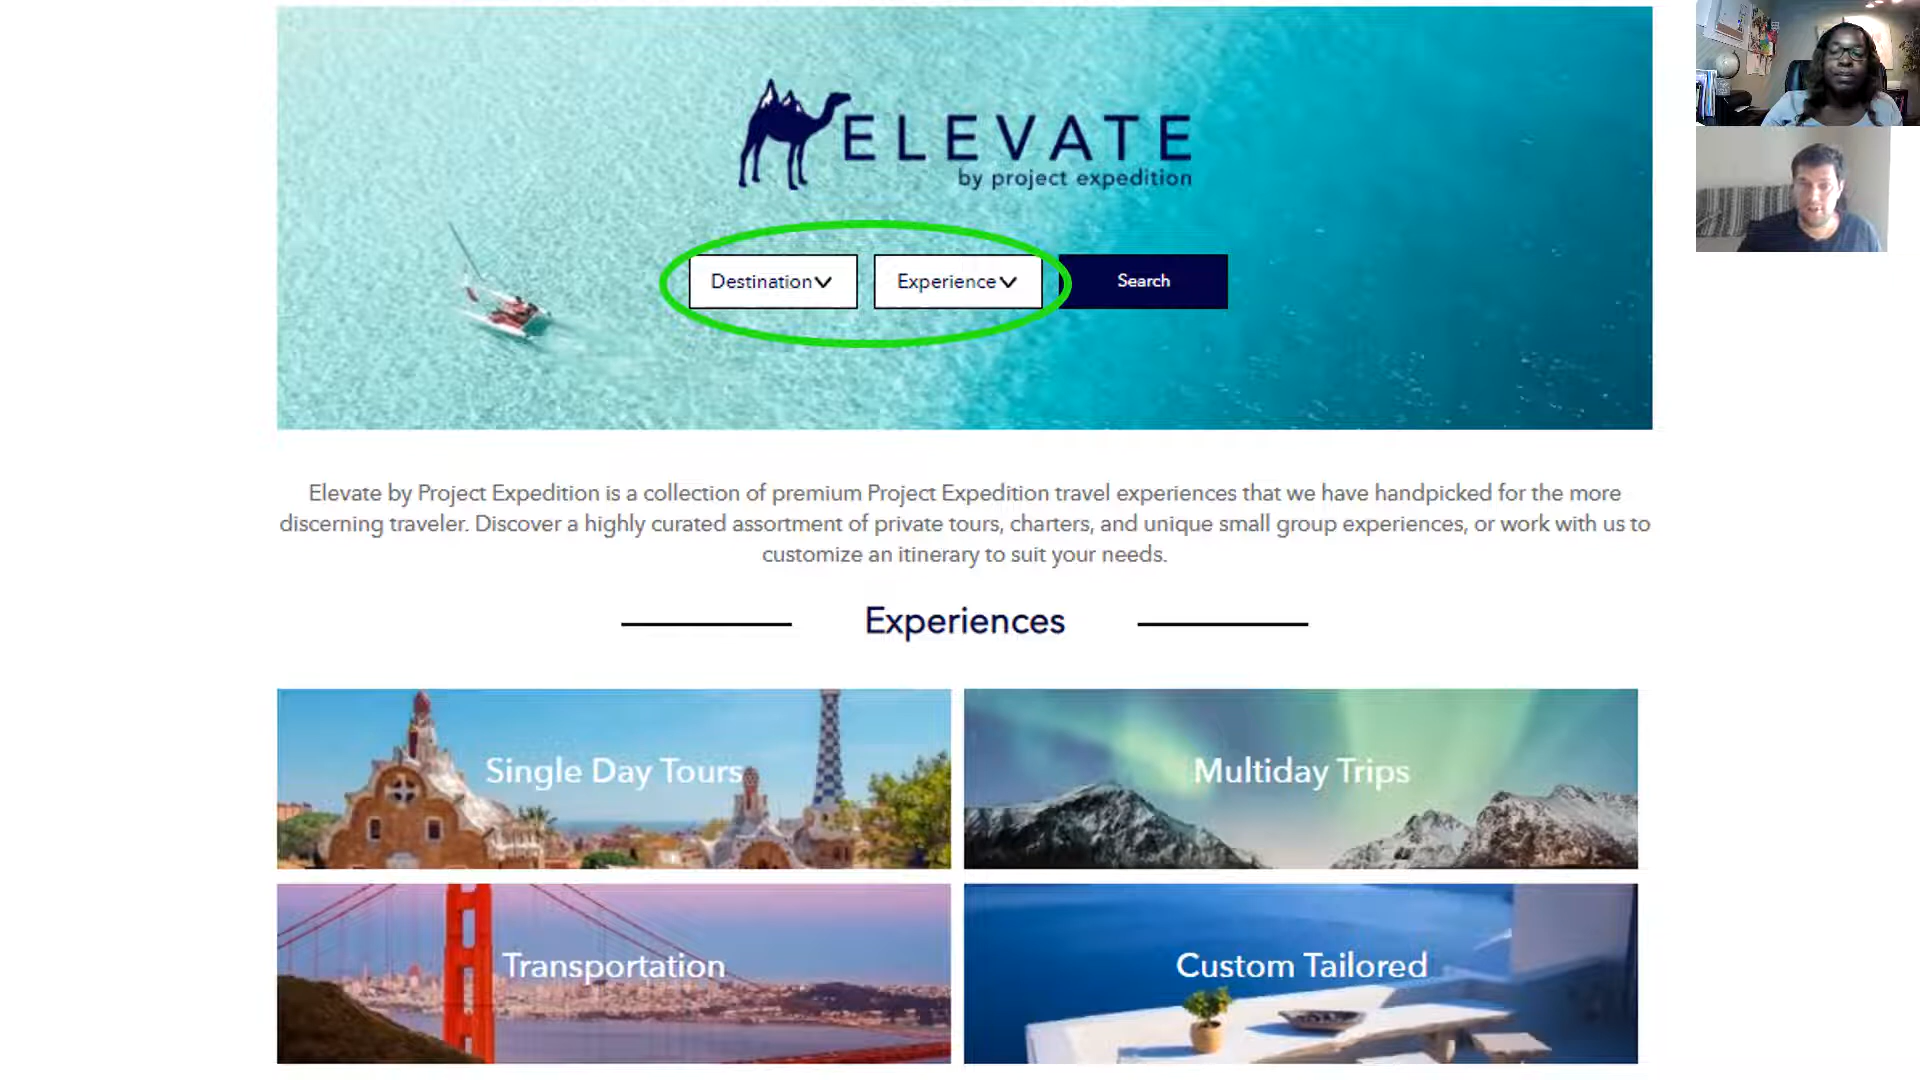 ELEVATE
by project expedition
Destination
Experience
Search
Elevate by Project Expedition is a collection of premium Project Expedition travel experiences that we have handpicked for the more
discerning traveler. Discover a highly curated assortment of private tours, charters, and unique small group experiences, or work with us to
customize an itinerary to suit your needs.
Experiences
Single Day Tours
Multiday Trips
Transportation
Custom Tailored